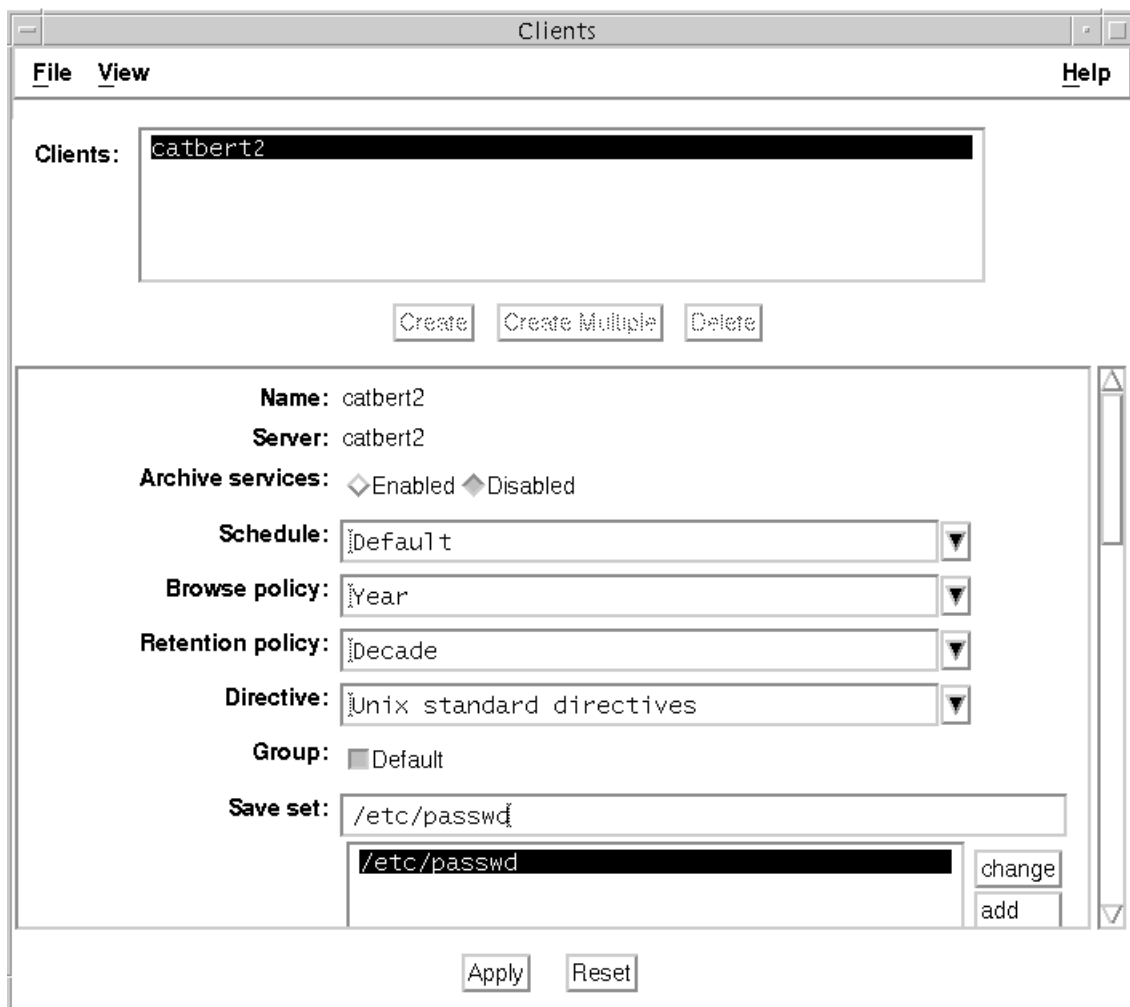 Clients
File View Help
Clients: catbert2
Create Create Multiple Delete
Name: catbert2
Server: catbert2
Archive services: Enabled Disabled
Schedule: Default
Browse policy: Year
Retention policy: Decade
Directive: Unix standard directives
Group: Default
Save set: /etc/passwd
/etc/passwd change
add
Apply Reset